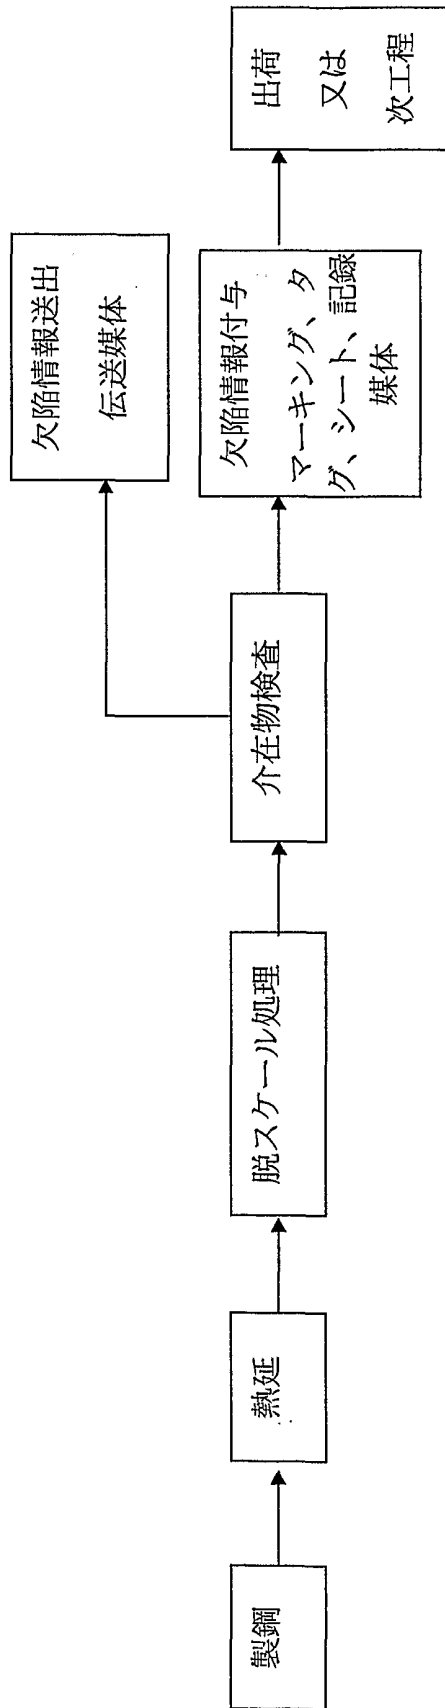 製鋼
熱延
脱スケール処理
介在物検査
欠陥情報送出
伝送媒体
欠陥情報付与
マーキング、タ
グ、シート、記録
媒体
出荷
又は
次工程